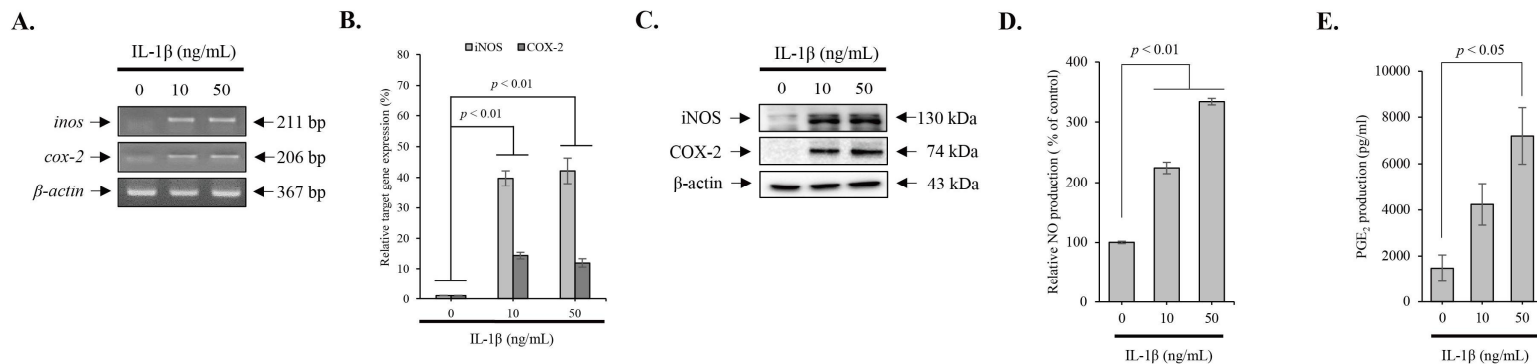 A.
IL-1β (ng/mL)
0 10 50
inos 211 bp
cox-2 206 bp
β-actin 367 bp
B.
iNOS COX-2
80
70
60
50
40
30
20
10
0
Relative target gene expression (%)
p < 0.01
p < 0.01
0 10 50
IL-1β (ng/mL)
C.
IL-1β (ng/mL)
0 10 50
iNOS 130 kDa
COX-2 74 kDa
β-actin 43 kDa
D.
p < 0.01
400
350
300
250
200
150
100
50
0
Relative NO production ( % of control)
0 10 50
IL-1β (ng/mL)
E.
p < 0.05
10000
8000
6000
4000
2000
0
PGE₂ production (pg/ml)
0 10 50
IL-1β (ng/mL)